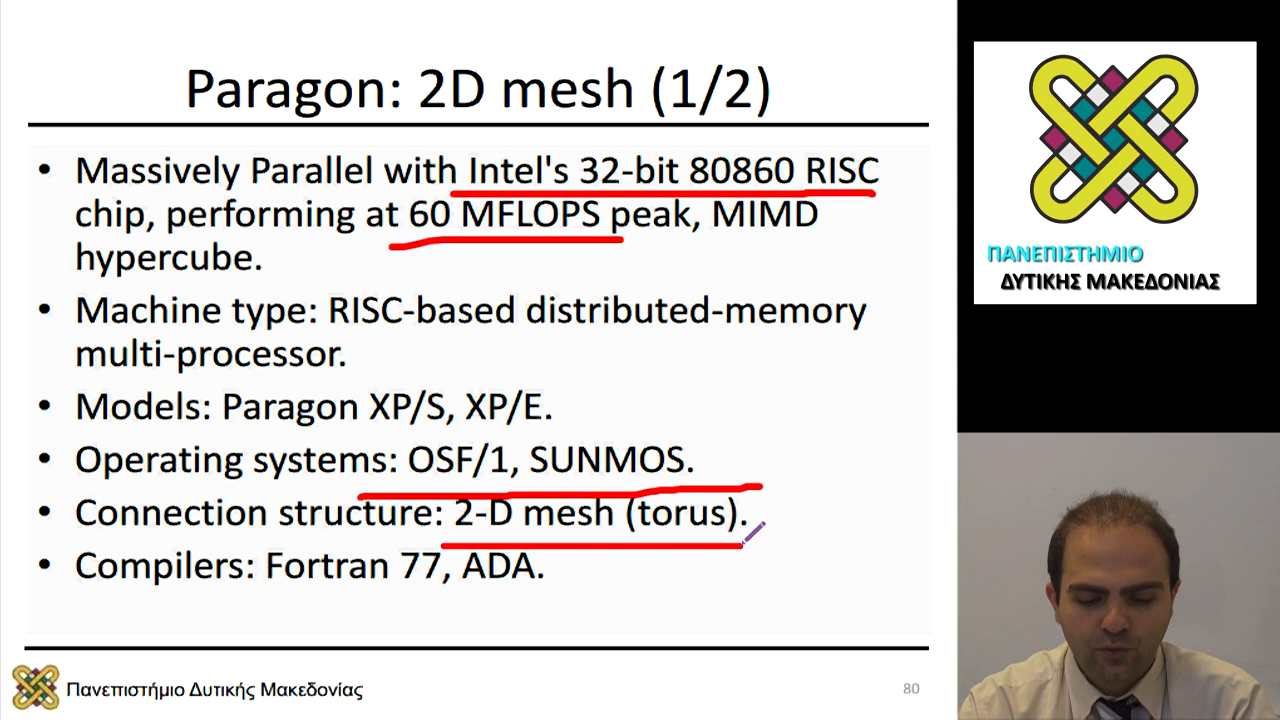 Paragon: 2D mesh (1/2)
• Massively Parallel with Intel's 32-bit 80860 RISC
chip, performing at 60 MFLOPS peak, MIMD
hypercube.
• Machine type: RISC-based distributed-memory
multi-processor.
• Models: Paragon XP/S, XP/E.
• Operating systems: OSF/1, SUNMOS.
• Connection structure: 2-D mesh (torus).
• Compilers: Fortran 77, ADA.
Πανεπιστήμιο Δυτικής Μακεδονίας
80
ΠΑΝΕΠΙΣΤΗΜΙΟ
ΔΥΤΙΚΗΣ ΜΑΚΕΔΟΝΙΑΣ